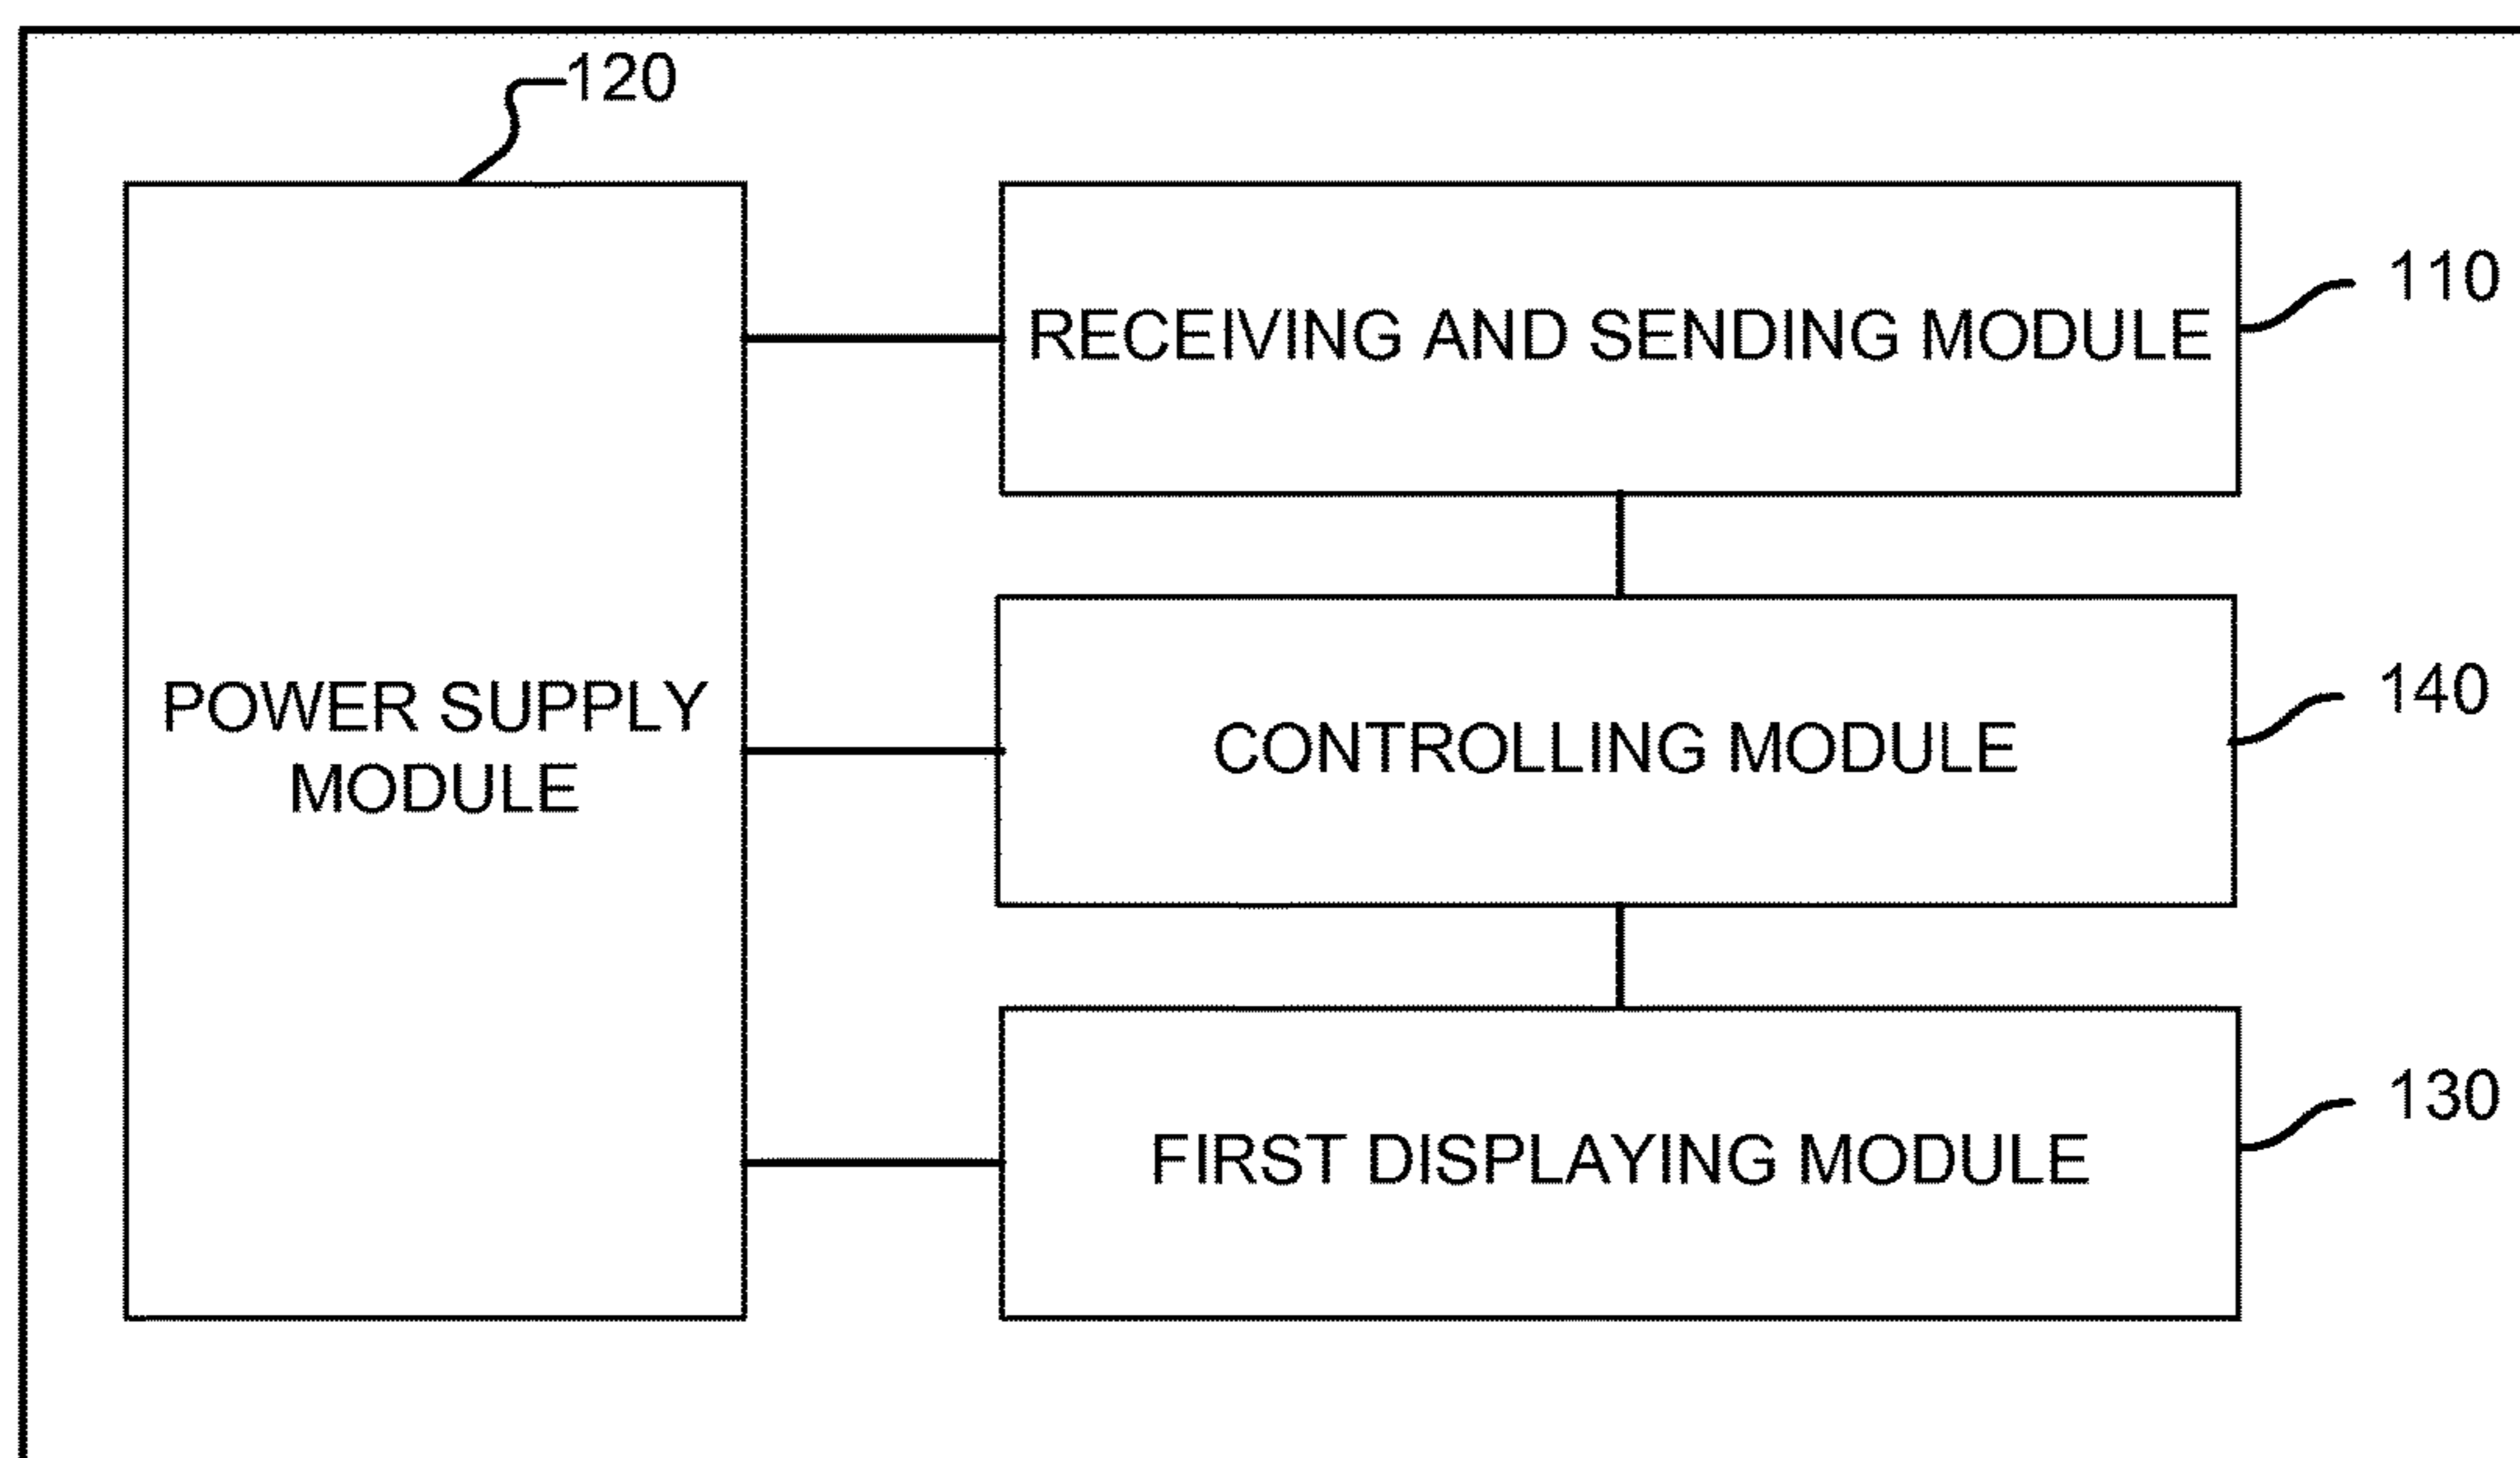 120
RECEIVING AND SENDING MODULE
110
POWER SUPPLY
MODULE
CONTROLLING MODULE
140
FIRST DISPLAYING MODULE
130